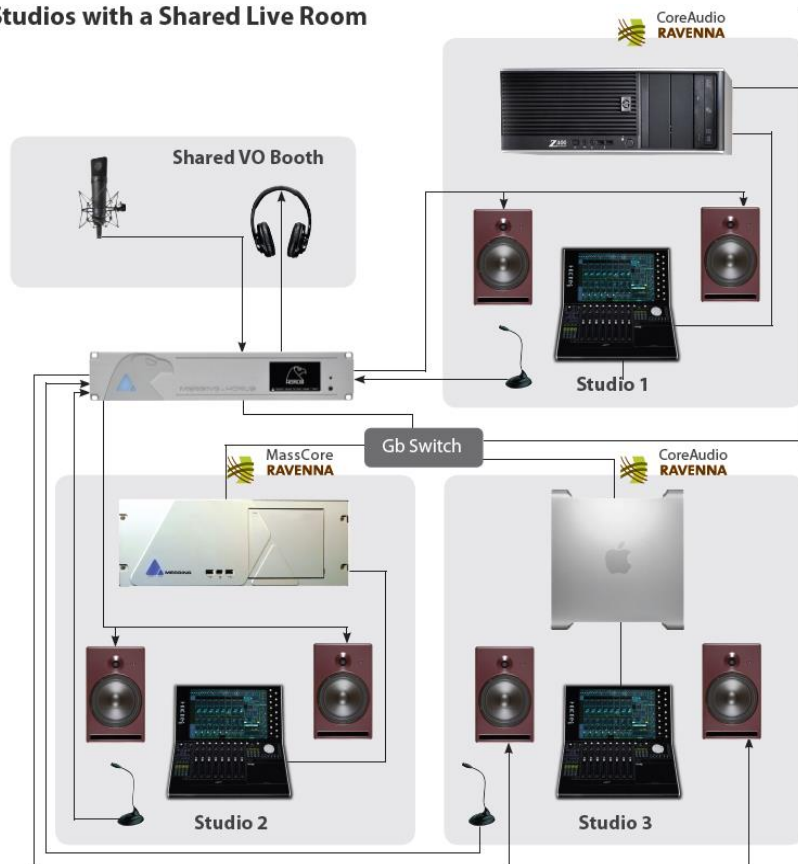 Studios with a Shared Live Room
CoreAudio
RAVENNA
Shared VO Booth
Studio 1
Gb Switch
MassCore
RAVENNA
CoreAudio
RAVENNA
Studio 2
Studio 3